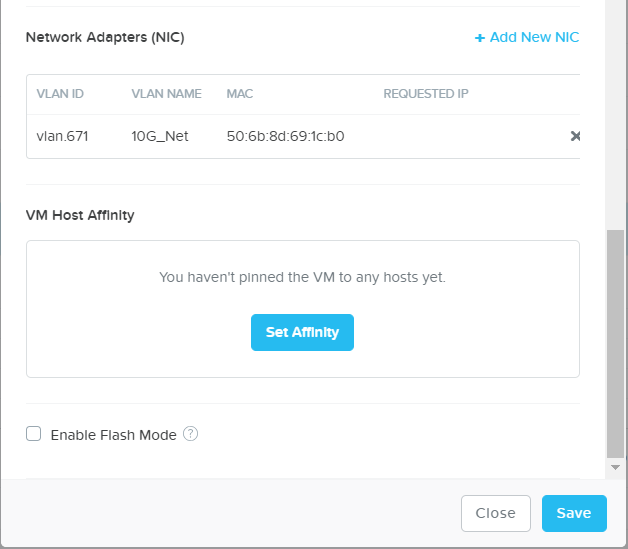 Network Adapters (NIC)
+ Add New NIC
VLAN ID VLAN NAME MAC REQUESTED IP
vlan.671 10G_Net 50:6b:8d:69:1c:b0
VM Host Affinity
You haven't pinned the VM to any hosts yet.
Set Affinity
Enable Flash Mode ?
Close Save